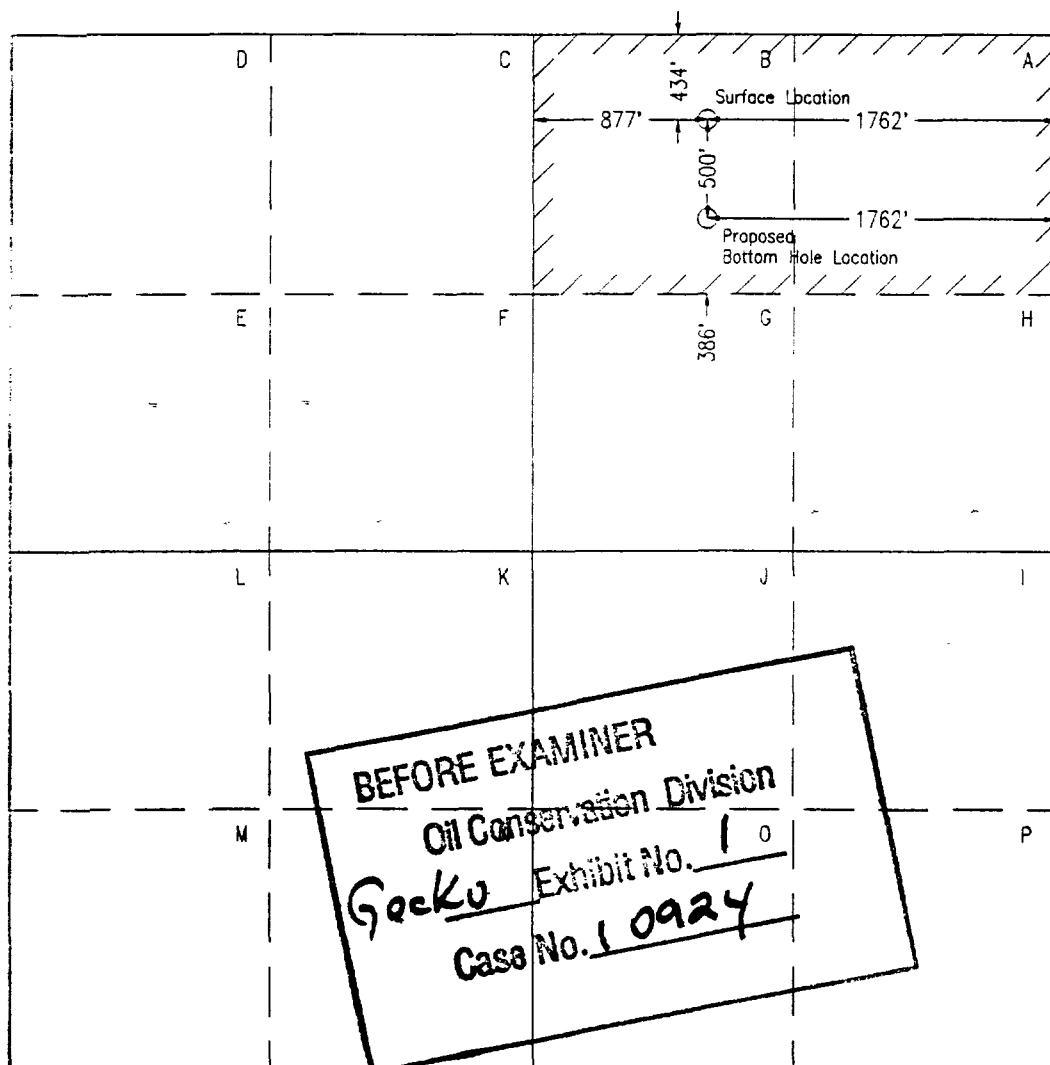 D C B A
434'
Surface Location
877' 1762'
500'
1762'
Proposed
Bottom Hole Location
E F G H
386'
L K J I
BEFORE EXAMINER
Oil Conservation Division
Gecko Exhibit No. 1
Case No. 10924
M O P